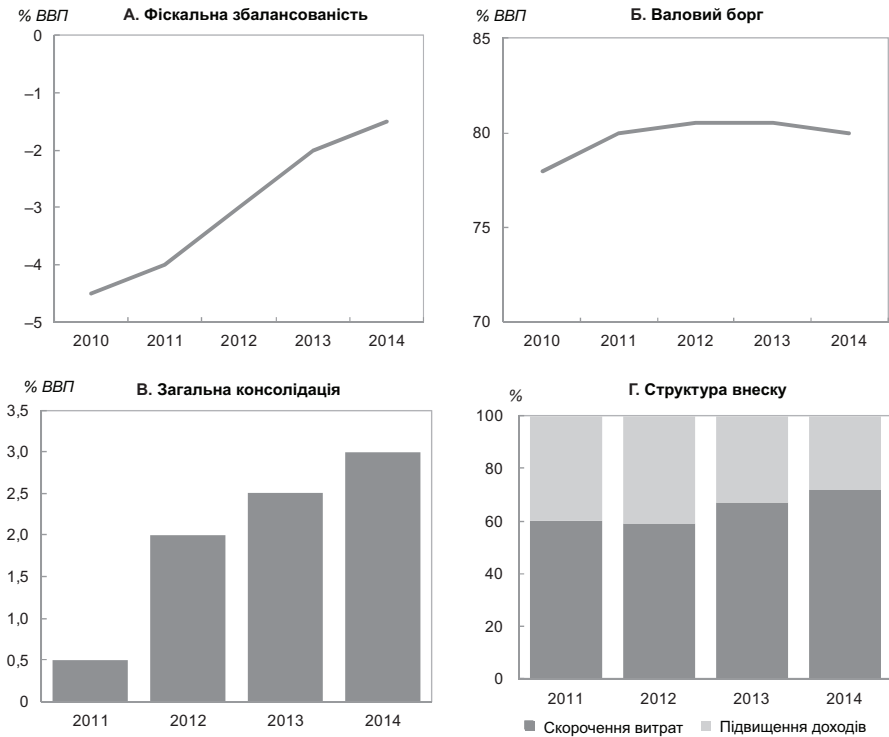 % ВВП
А. Фіскальна збалансованість
0
–1
–2
–3
–4
–5
2010 2011 2012 2013 2014
% ВВП
Б. Валовий борг
85
80
75
70
2010 2011 2012 2013 2014
% ВВП
В. Загальна консолідація
3,5
3,0
2,5
2,0
1,5
1,0
0,5
0
2011 2012 2013 2014
%
Г. Структура внеску
100
80
60
40
20
0
2011 2012 2013 2014
Скорочення витрат Підвищення доходів